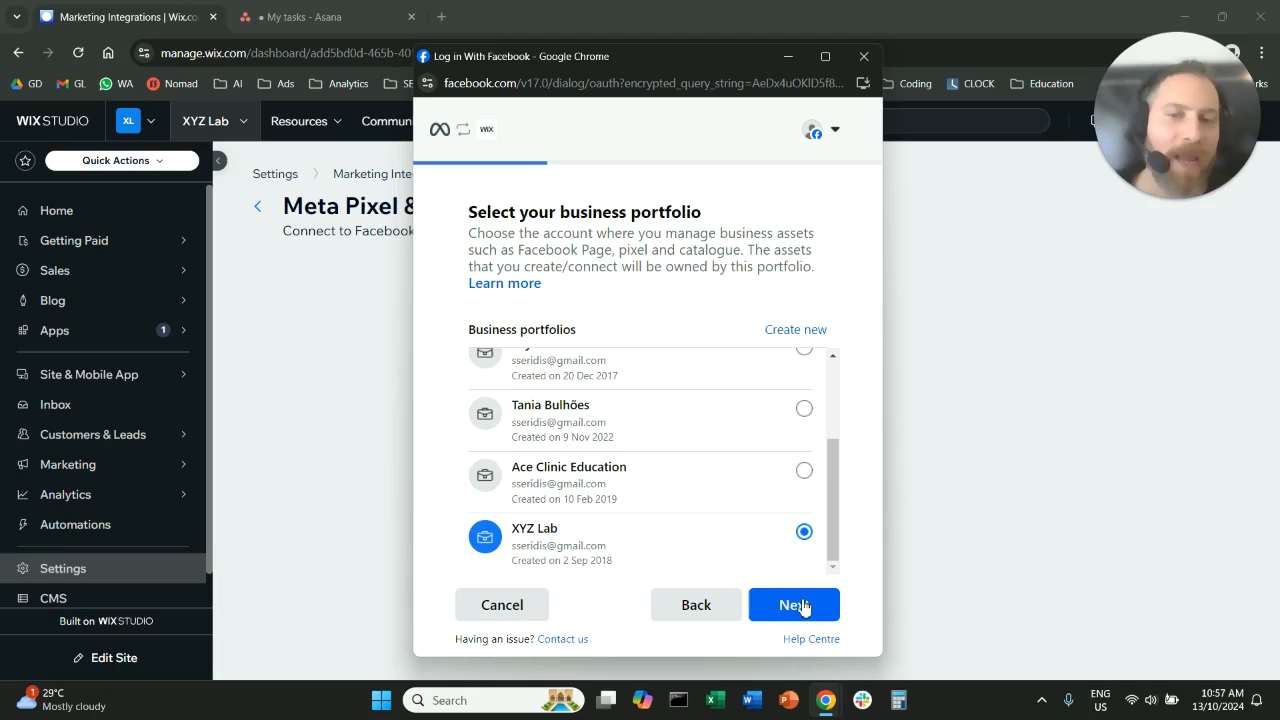 Marketing Integrations | Wix.co
• My tasks - Asana
manage.wix.com/dashboard/add5bd0d-465b-40
GD
MG
WA
Nomad
AI
Ads
Analytics
SE
Coding
CLOCK
Education
rks
WIX STUDIO
XL
XYZ Lab
Resources
Commun
Quick Actions
Home
Getting Paid
Sales
Blog
Apps
1
Site & Mobile App
Inbox
Customers & Leads
Marketing
Analytics
Automations
Settings
CMS
Built on WIX STUDIO
Edit Site
Settings
Marketing Inte
Meta Pixel &
Connect to Facebook
Log in With Facebook - Google Chrome
facebook.com/v17.0/dialog/oauth?encrypted_query_string=AeDx4uOKlD5f8...
WIX
Select your business portfolio
Choose the account where you manage business assets
such as Facebook Page, pixel and catalogue. The assets
that you create/connect will be owned by this portfolio.
Learn more
Business portfolios
Create new
sseridis@gmail.com
Created on 20 Dec 2017
Tania Bulhões
sseridis@gmail.com
Created on 9 Nov 2022
Ace Clinic Education
sseridis@gmail.com
Created on 10 Feb 2019
XYZ Lab
sseridis@gmail.com
Created on 2 Sep 2018
Cancel
Back
Next
Having an issue? Contact us
Help Centre
1
29°C
Mostly cloudy
Search
ENG
US
10:57 AM
13/10/2024